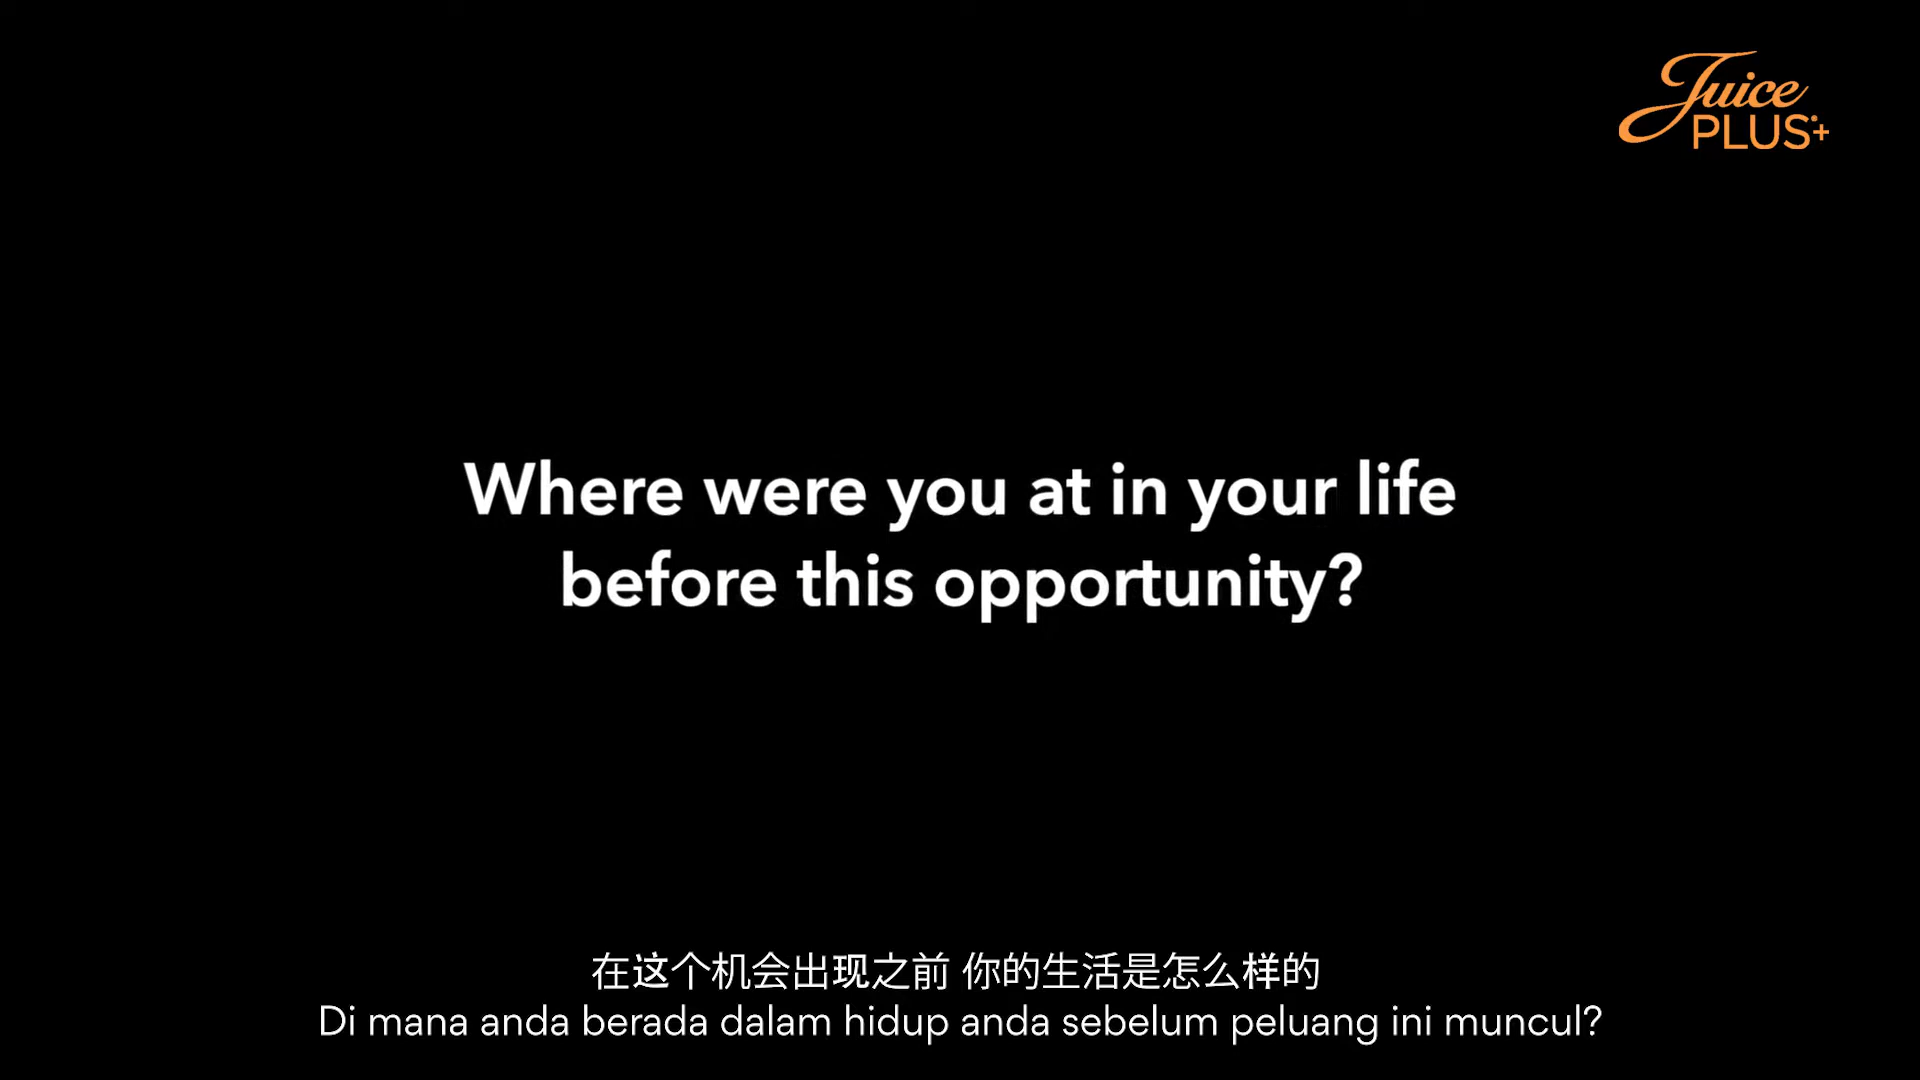 Juice
PLUS+
Where were you at in your life
before this opportunity?
在这个机会出现之前 你的生活是怎么样的
Di mana anda berada dalam hidup anda sebelum peluang ini muncul?